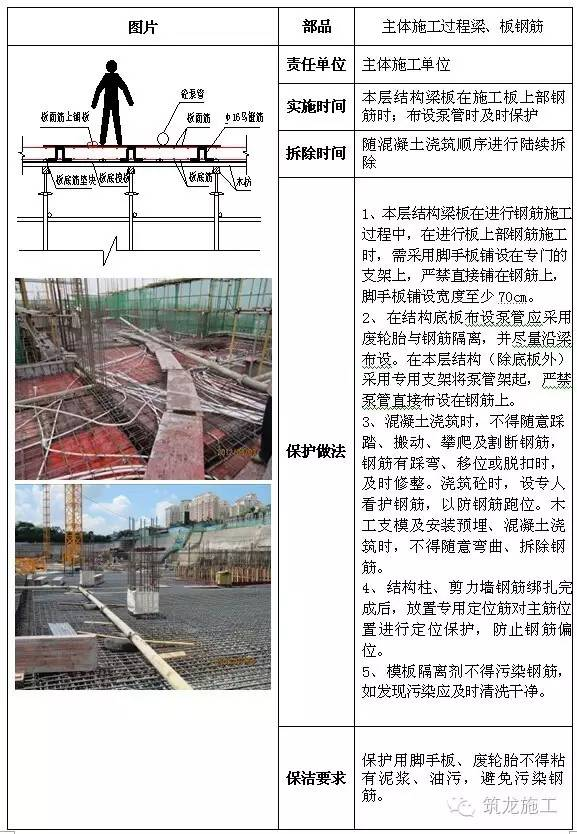 图片
部品
主体施工过程梁、板钢筋
责任单位
主体施工单位
实施时间
本层结构梁板在施工板上部钢
筋时；布设泵管时及时保护
拆除时间
随混凝土浇筑顺序进行陆续拆
除
砼泵管
板面筋上铺板
板面筋
φ16马凳筋
板底筋垫块
板底模板
板底筋
木枋
保护做法
1、本层结构梁板在进行钢筋施工
过程中，在进行板上部钢筋施工
时，需采用脚手板铺设在专门的
支架上，严禁直接铺在钢筋上，
脚手板铺设宽度至少70cm。
2、在结构底板布设泵管应采用
废轮胎与钢筋隔离，并尽量沿梁
布设。在本层结构（除底板外）
采用专用支架将泵管架起，严禁
泵管直接布设在钢筋上。
3、混凝土浇筑时，不得随意踩
踏、搬动、攀爬及割断钢筋，
钢筋有踩弯、移位或脱扣时，
及时修整。浇筑砼时，设专人
看护钢筋，以防钢筋跑位。木
工支模及安装预埋、混凝土浇
筑时，不得随意弯曲、拆除钢
筋。
4、结构柱、剪力墙钢筋绑扎完
成后，放置专用定位筋对主筋位
置进行定位保护，防止钢筋偏
位。
5、模板隔离剂不得污染钢筋，
如发现污染应及时清洗干净。
保洁要求
保护用脚手板、废轮胎不得粘
有泥浆、油污，避免污染钢
筋。
筑龙施工